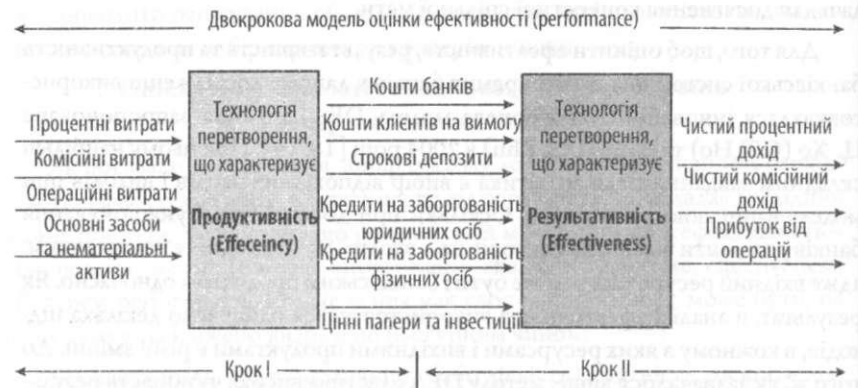 Двокрокова модель оцінки ефективності (performance)
Процентні витрати
Комісійні витрати
Операційні витрати
Основні засоби
та нематеріальні
активи
Технологія
перетворення,
що характеризує
Продуктивність
(Effeceincy)
Кошти банків
Кошти клієнтів на вимогу
Строкові депозити
Кредити на заборгованість
юридичних осіб
Кредити на заборгованість
фізичних осіб
Цінні папери та інвестиції
Технологія
перетворення,
що характеризує
Результативність
(Effectiveness)
Чистий процентний
дохід
Чистий комісійний
дохід
Прибуток від
операцій
Крок I
Крок II